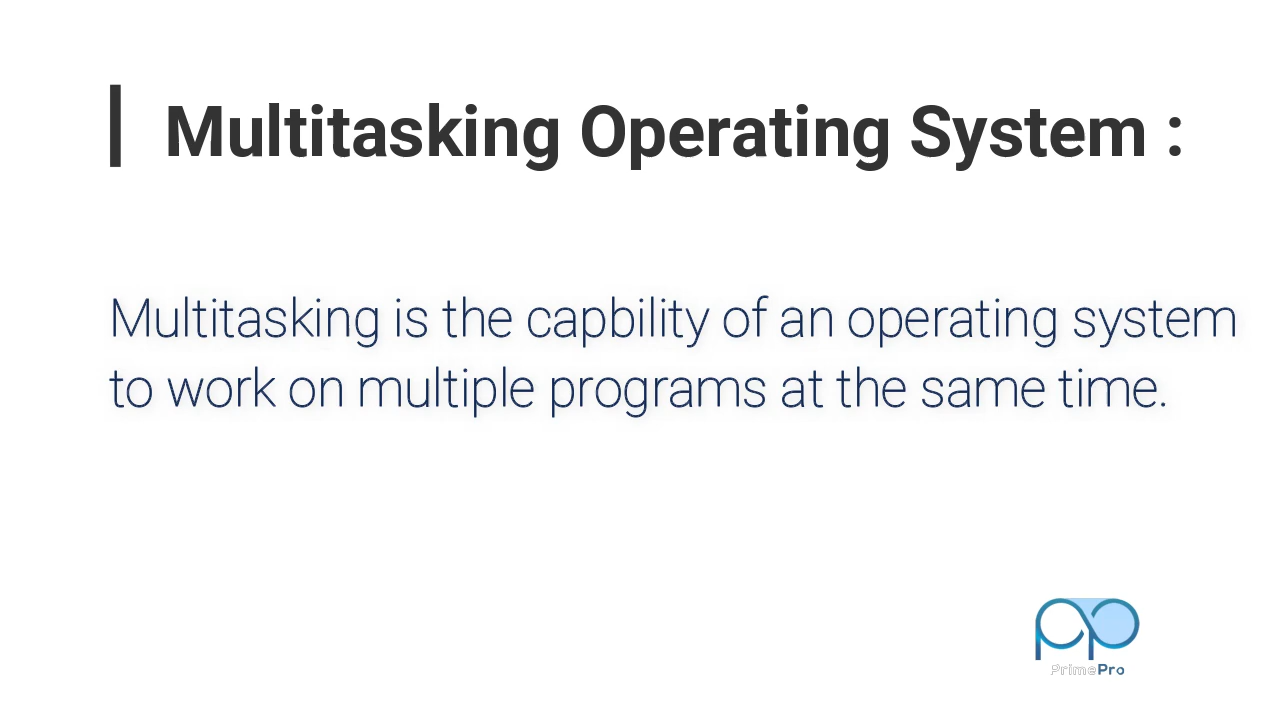 Multitasking Operating System :
Multitasking is the capbility of an operating system
to work on multiple programs at the same time.
PrimePro